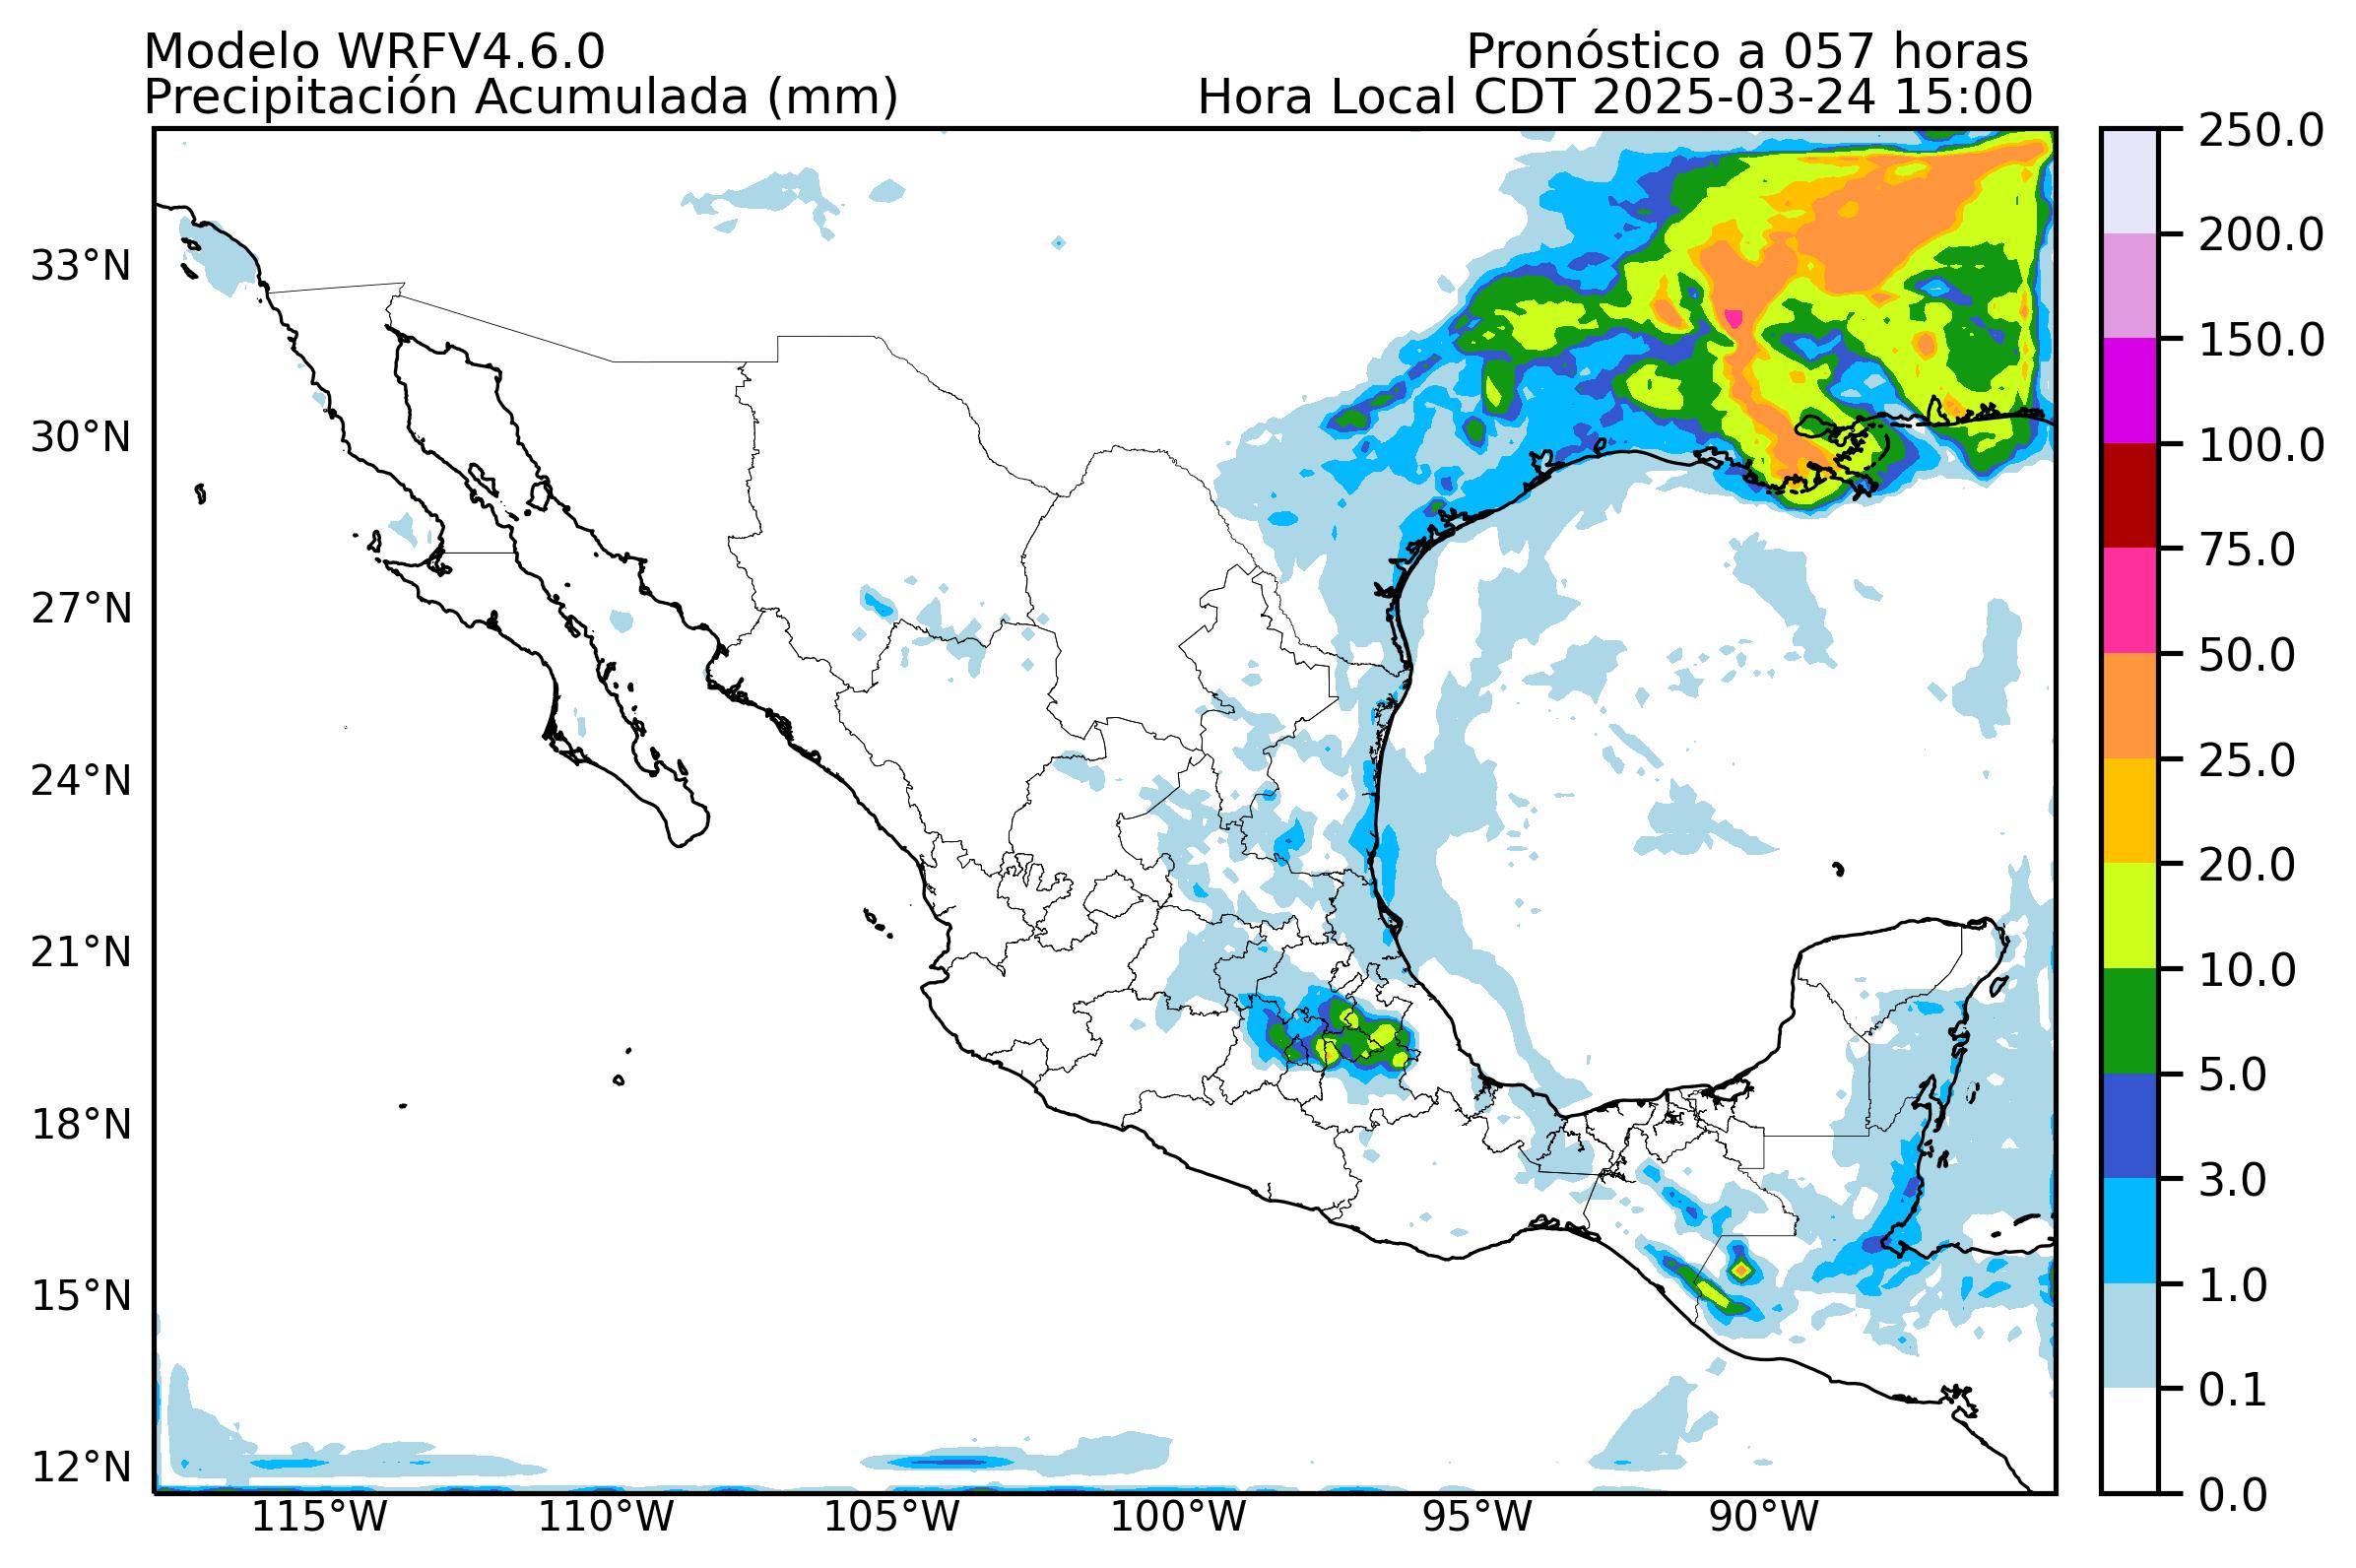 Modelo WRFV4.6.0
Pronóstico a 057 horas
Precipitación Acumulada (mm)
Hora Local CDT 2025-03-24 15:00
33°N
30°N
27°N
24°N
21°N
18°N
15°N
12°N
115°W
110°W
105°W
100°W
95°W
90°W
250.0
200.0
150.0
100.0
75.0
50.0
25.0
20.0
10.0
5.0
3.0
1.0
0.1
0.0